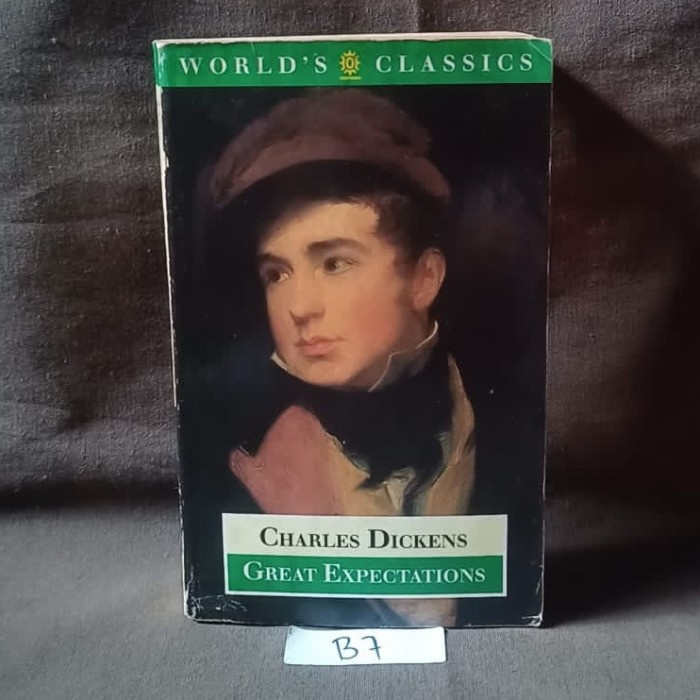 WORLD'S CLASSICS
CHARLES DICKENS
GREAT EXPECTATIONS
B7